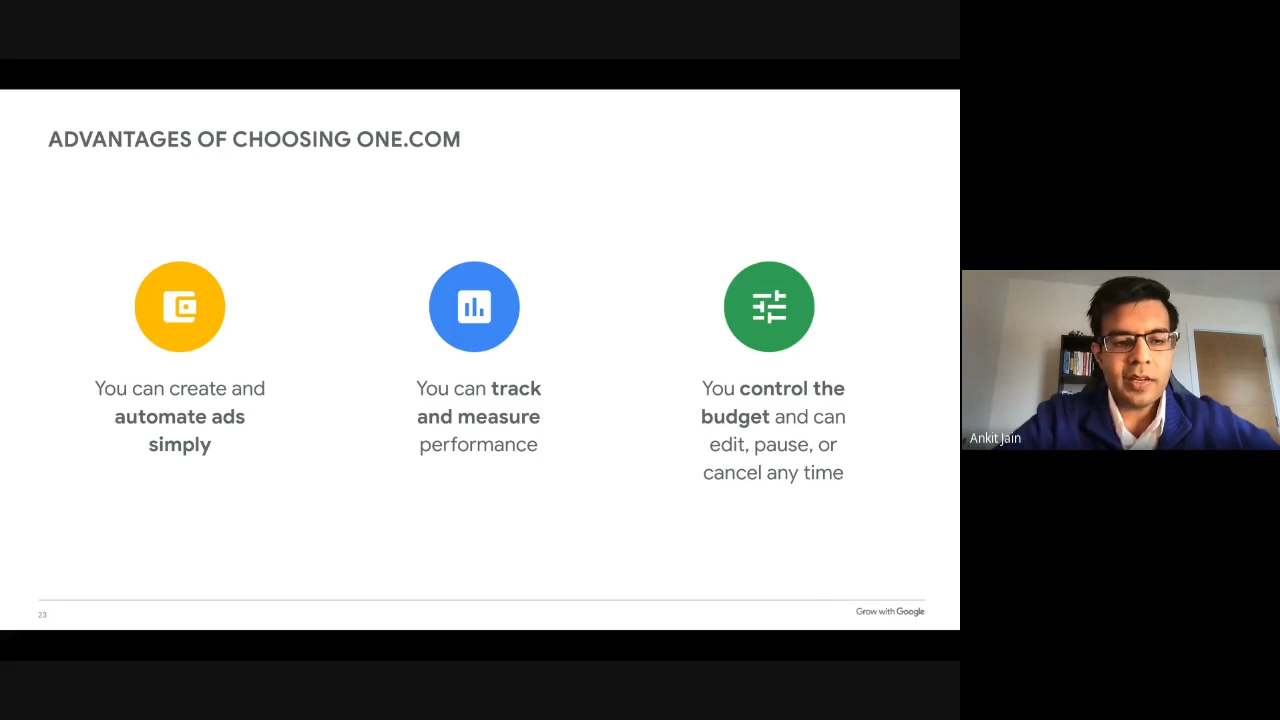 ADVANTAGES OF CHOOSING ONE.COM
You can create and
automate ads
simply
You can track
and measure
performance
You control the
budget and can
edit, pause, or
cancel any time
23
Grow with Google
Ankit Jain